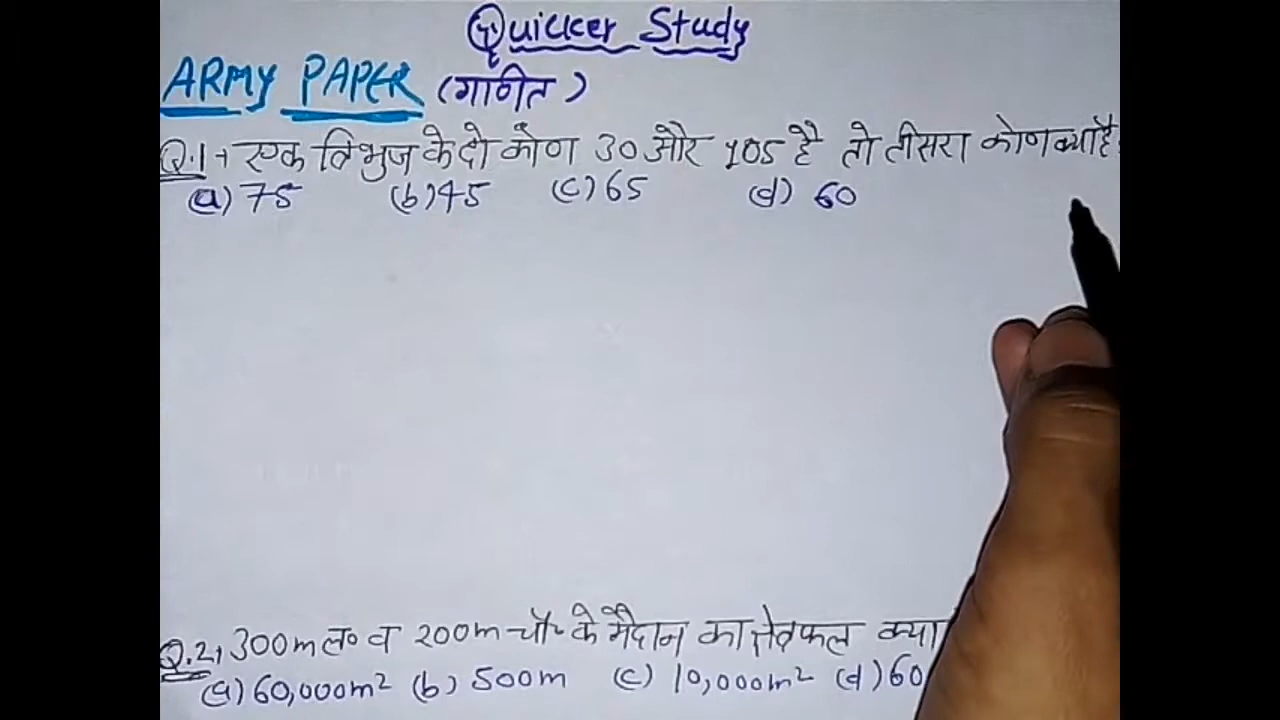 Quicker Study
ARMY PAPER (गणित)
Q.1→ एक त्रिभुज के दो कोण 30 और 105 है तो तीसरा कोण क्या है
(a) 75 (b) 45 (c) 65 (d) 60
Q.2→ 300m ल० व 200m चौ० के मैदान का क्षेत्रफल क्या
(a) 60,000m² (b) 500m (c) 10,000m² (d) 60